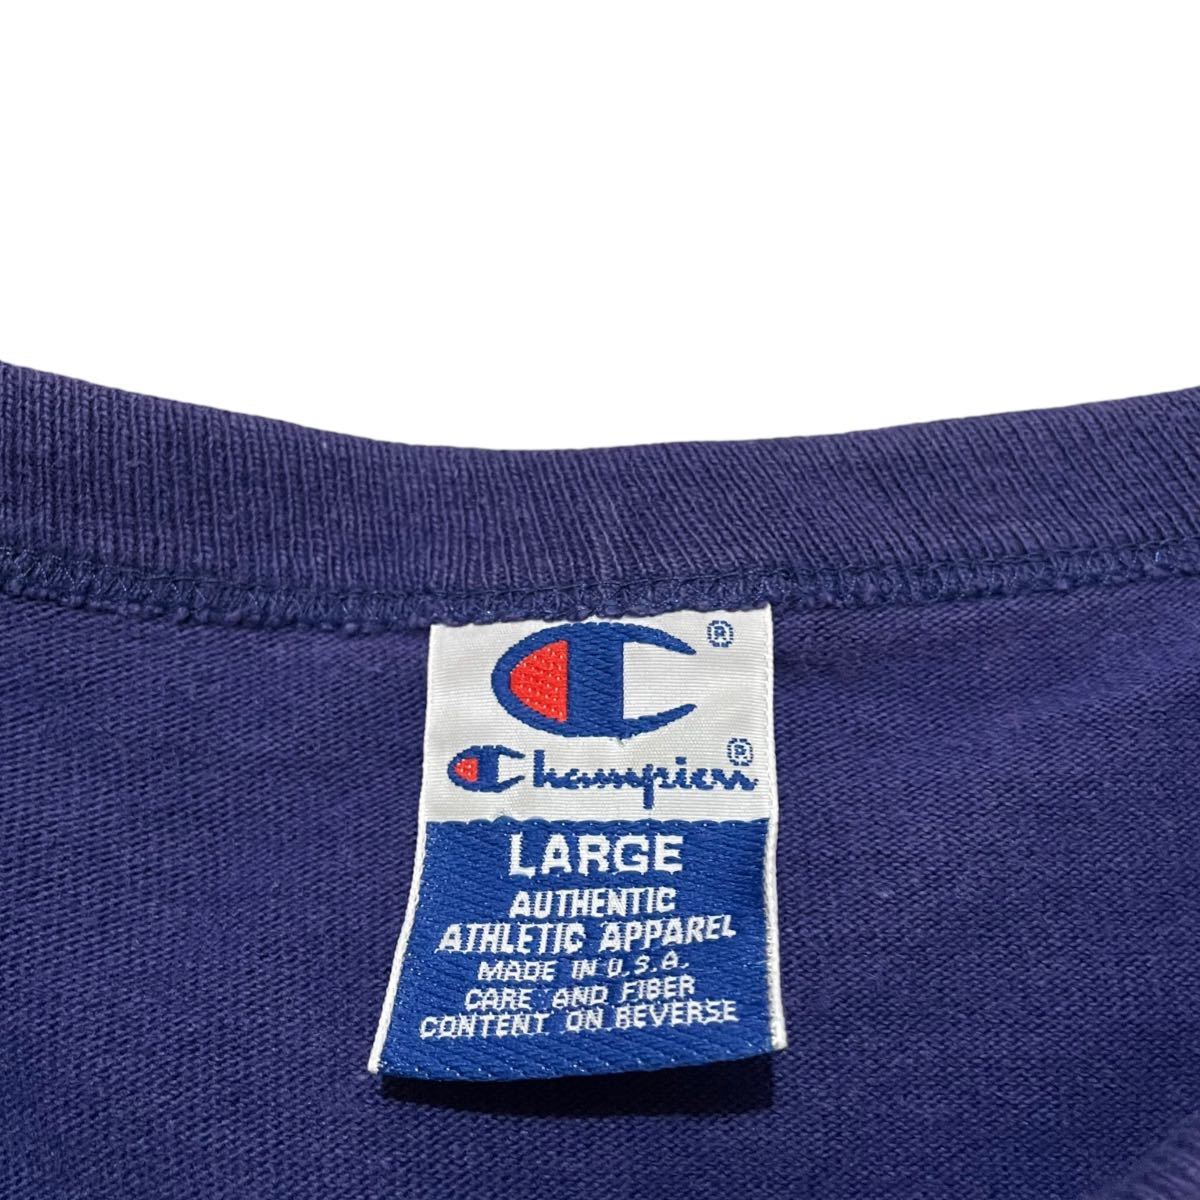 ®
Champion®
LARGE
AUTHENTIC
ATHLETIC APPAREL
MADE IN U.S.A.
CARE AND FIBER
CONTENT ON REVERSE